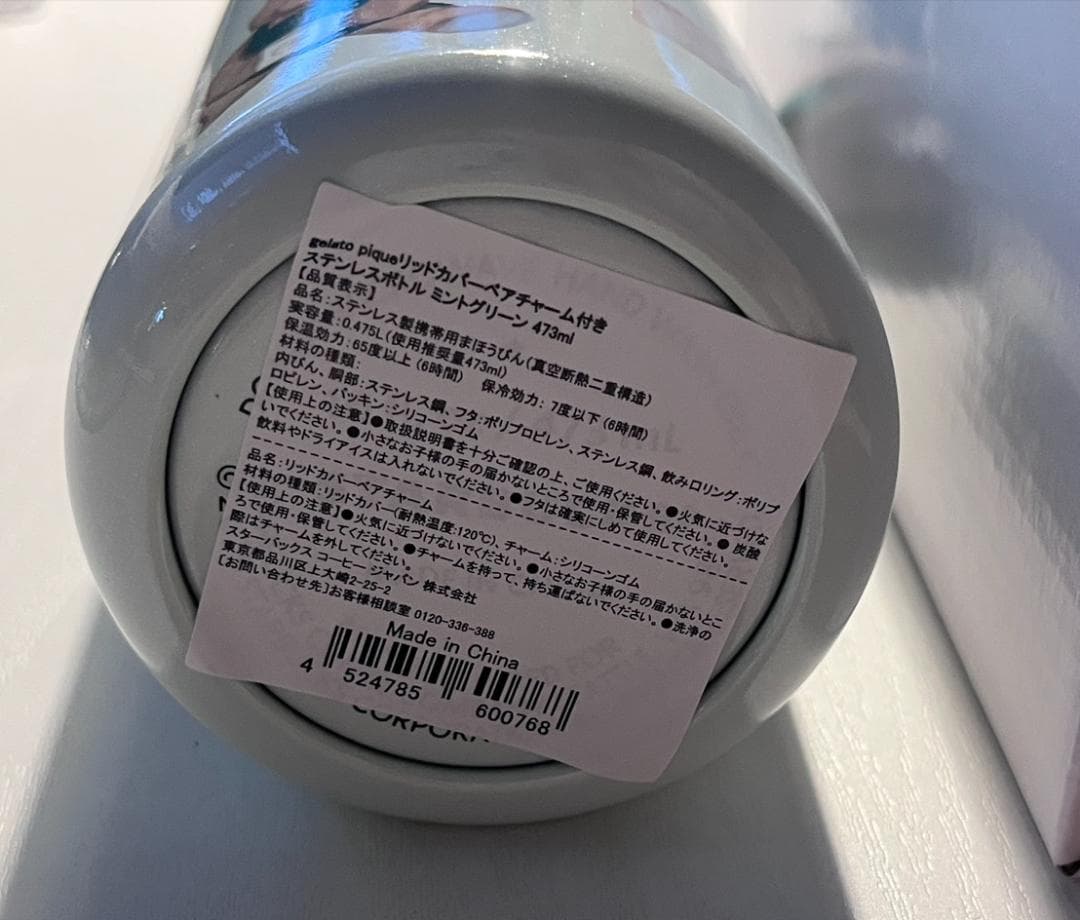 gelato piqueリッドカバーベアチャーム付き
ステンレスボトル ミントグリーン 473ml
【品質表示】
品名:ステンレス製携帯用まほうびん(真空断熱二重構造)
実容量:0.475L(使用推奨量473ml)
保温効力:65度以上(6時間) 保冷効力:7度以下(6時間)
材料の種類:
内びん、胴部:ステンレス鋼、フタ:ポリプロピレン、ステンレス鋼、飲み口リング:ポリプ
ロピレン、パッキン:シリコーンゴム
【使用上の注意】●取扱説明書を十分ご確認の上、ご使用ください。●火気に近づけな
いでください。●小さなお子様の手の届かないところで使用・保管してください。●炭酸
飲料やドライアイスは入れないでください。●フタは確実にしめて使用してください。
品名:リッドカバーベアチャーム
材料の種類:リッドカバー(耐熱温度:120℃)、チャーム:シリコーンゴム
【使用上の注意】●火気に近づけないでください。●小さなお子様の手の届かないとこ
ろで使用・保管してください。●チャームを持って、持ち運ばないでください。●洗浄の
際はチャームを外してください。
スターバックス コーヒー ジャパン 株式会社
東京都品川区上大崎2-25-2
[お問い合わせ先]お客様相談室 0120-336-388
Made in China
4 524785 600768